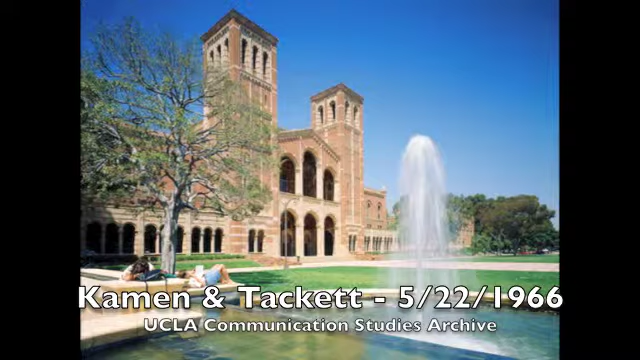 Kamen & Tackett - 5/22/1966
UCLA Communication Studies Archive